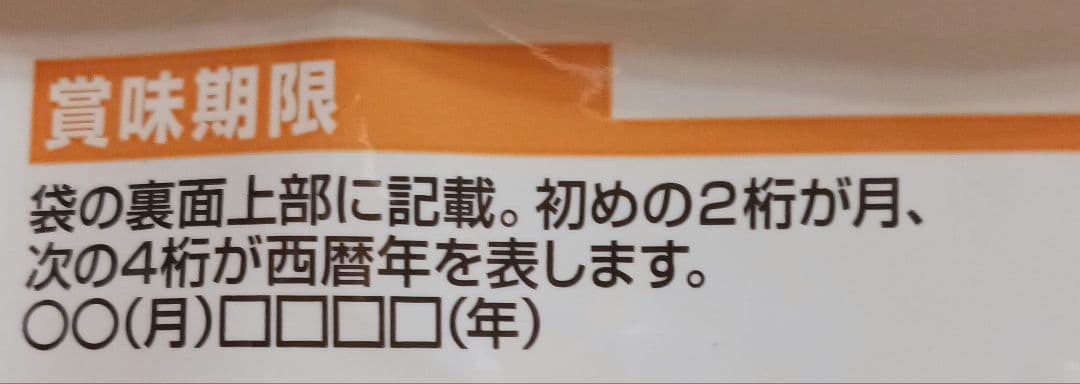 賞味期限
袋の裏面上部に記載。初めの2桁が月、
次の4桁が西暦年を表します。
〇〇(月)□□□□(年)